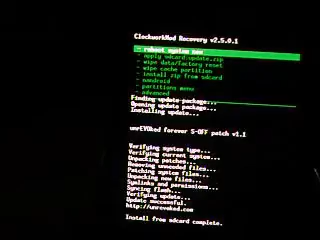 ClockworkMod Recovery v2.5.0.1
- reboot system now
- apply sdcard:update.zip
- wipe data/factory reset
- wipe cache partition
- install zip from sdcard
- nandroid
- partitions menu
- advanced
Finding update package...
Opening update package...
Installing update...
unrEVOked forever S-OFF patch v1.1
Verifying system type...
Verifying current system...
Unpacking patches...
Removing unneeded files...
Patching system files...
Unpacking new files...
Symlinks and permissions...
Syncing flash...
Verifying update...
Update successful.
http://unrevoked.com
Install from sdcard complete.